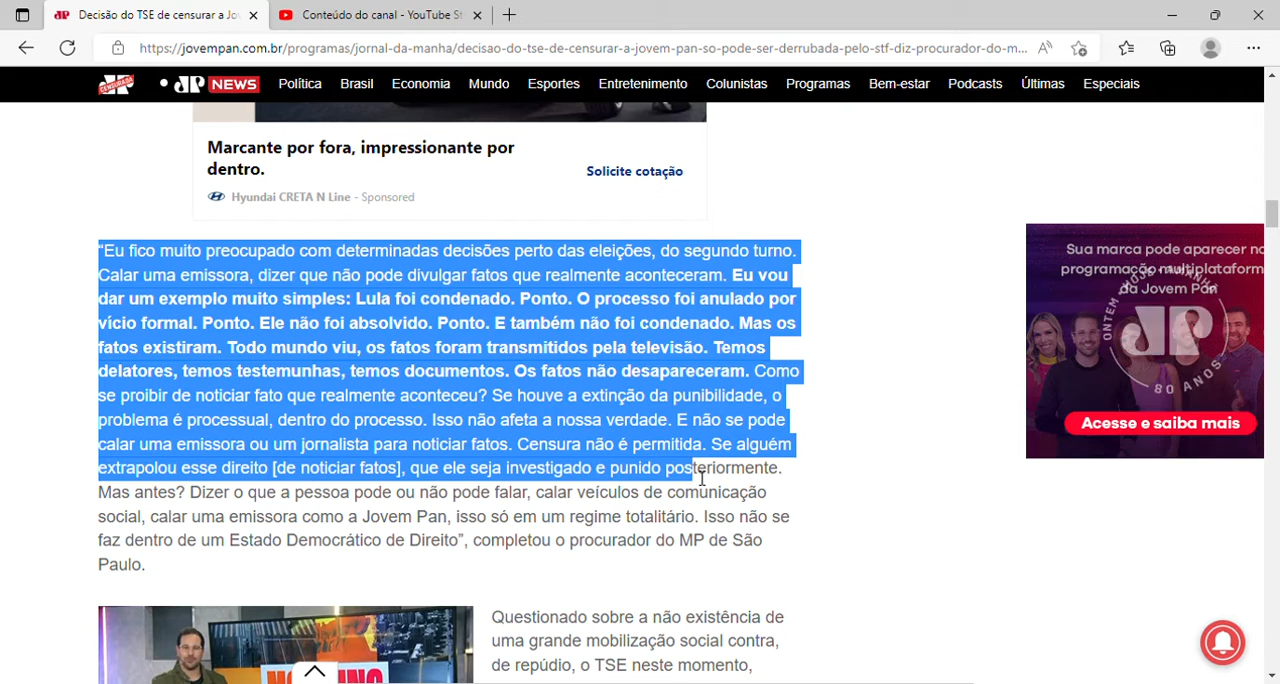 Decisão do TSE de censurar a Jo
Conteúdo do canal - YouTube St
https://jovempan.com.br/programas/jornal-da-manha/decisao-do-tse-de-censurar-a-jovem-pan-so-pode-ser-derrubada-pelo-stf-diz-procurador-do-m...
CENSURADA
JP NEWS Política Brasil Economia Mundo Esportes Entretenimento Colunistas Programas Bem-estar Podcasts Últimas Especiais
Marcante por fora, impressionante por
dentro.
Solicite cotação
Hyundai CRETA N Line - Sponsored
“Eu fico muito preocupado com determinadas decisões perto das eleições, do segundo turno.
Calar uma emissora, dizer que não pode divulgar fatos que realmente aconteceram. Eu vou
dar um exemplo muito simples: Lula foi condenado. Ponto. O processo foi anulado por
vício formal. Ponto. Ele não foi absolvido. Ponto. E também não foi condenado. Mas os
fatos existiram. Todo mundo viu, os fatos foram transmitidos pela televisão. Temos
delatores, temos testemunhas, temos documentos. Os fatos não desapareceram. Como
se proibir de noticiar fato que realmente aconteceu? Se houve a extinção da punibilidade, o
problema é processual, dentro do processo. Isso não afeta a nossa verdade. E não se pode
calar uma emissora ou um jornalista para noticiar fatos. Censura não é permitida. Se alguém
extrapolou esse direito [de noticiar fatos], que ele seja investigado e punido posteriormente.
Mas antes? Dizer o que a pessoa pode ou não pode falar, calar veículos de comunicação
social, calar uma emissora como a Jovem Pan, isso só em um regime totalitário. Isso não se
faz dentro de um Estado Democrático de Direito”, completou o procurador do MP de São
Paulo.
Sua marca pode aparecer no
programação multiplataform
da Jovem Pan
ONTEM, HOJE, AMANHÃ
JP
80 ANOS
Acesse e saiba mais
Questionado sobre a não existência de
uma grande mobilização social contra,
de repúdio, o TSE neste momento,